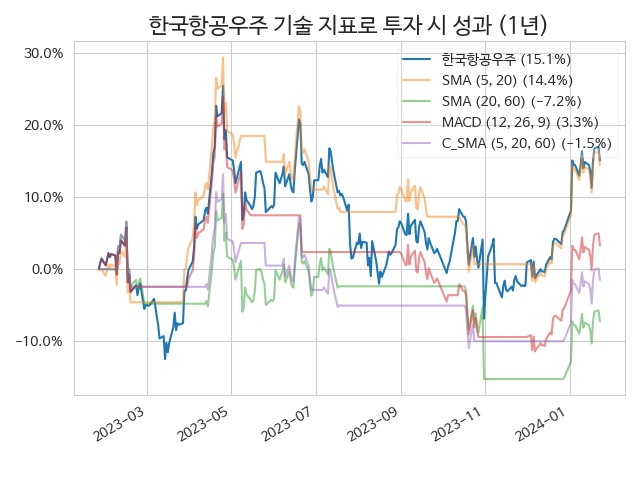 한국항공우주 기술 지표로 투자 시 성과 (1년)
한국항공우주 (15.1%)
SMA (5, 20) (14.4%)
SMA (20, 60) (−7.2%)
MACD (12, 26, 9) (3.3%)
C_SMA (5, 20, 60) (−1.5%)
30.0%
20.0%
10.0%
0.0%
−10.0%
2023−03
2023−05
2023−07
2023−09
2023−11
2024−01